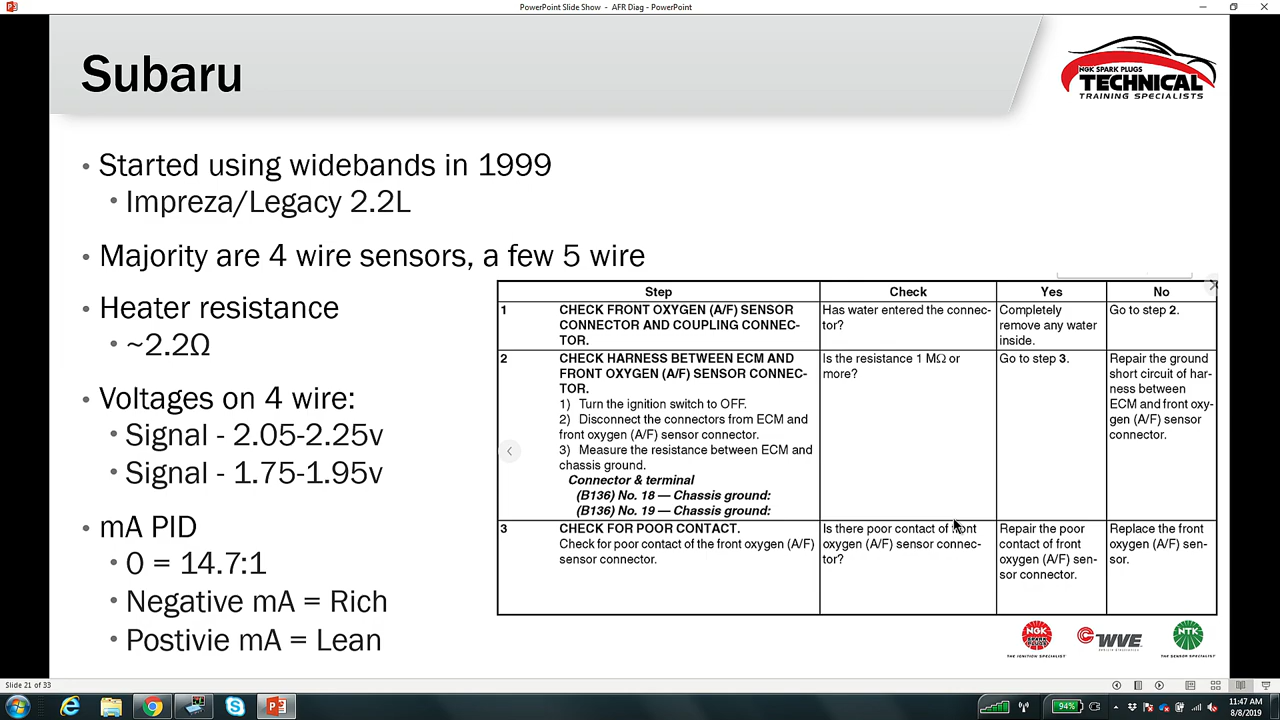 PowerPoint Slide Show - AFR Diag - PowerPoint
Subaru
NGK SPARK PLUGS
TECHNICAL
TRAINING SPECIALISTS
• Started using widebands in 1999
• Impreza/Legacy 2.2L
• Majority are 4 wire sensors, a few 5 wire
• Heater resistance
• ~2.2Ω
• Voltages on 4 wire:
• Signal - 2.05-2.25v
• Signal - 1.75-1.95v
• mA PID
• 0 = 14.7:1
• Negative mA = Rich
• Postivie mA = Lean
Step Check Yes No
1 CHECK FRONT OXYGEN (A/F) SENSOR
CONNECTOR AND COUPLING CONNEC-
TOR.
Has water entered the connec-
tor?
Completely
remove any water
inside.
Go to step 2.
2 CHECK HARNESS BETWEEN ECM AND
FRONT OXYGEN (A/F) SENSOR CONNEC-
TOR.
1) Turn the ignition switch to OFF.
2) Disconnect the connectors from ECM and
front oxygen (A/F) sensor connector.
3) Measure the resistance between ECM and
chassis ground.
Connector & terminal
(B136) No. 18 — Chassis ground:
(B136) No. 19 — Chassis ground:
Is the resistance 1 MΩ or
more?
Go to step 3.
Repair the ground
short circuit of har-
ness between
ECM and front oxy-
gen (A/F) sensor
connector.
3 CHECK FOR POOR CONTACT.
Check for poor contact of the front oxygen (A/F)
sensor connector.
Is there poor contact of front
oxygen (A/F) sensor connec-
tor?
Repair the poor
contact of front
oxygen (A/F) sen-
sor connector.
Replace the front
oxygen (A/F) sen-
sor.
NGK
SPARK PLUGS
THE IGNITION SPECIALIST
WVE
NTK
THE SENSOR SPECIALIST
Slide 21 of 33
94%
11:47 AM
8/8/2019